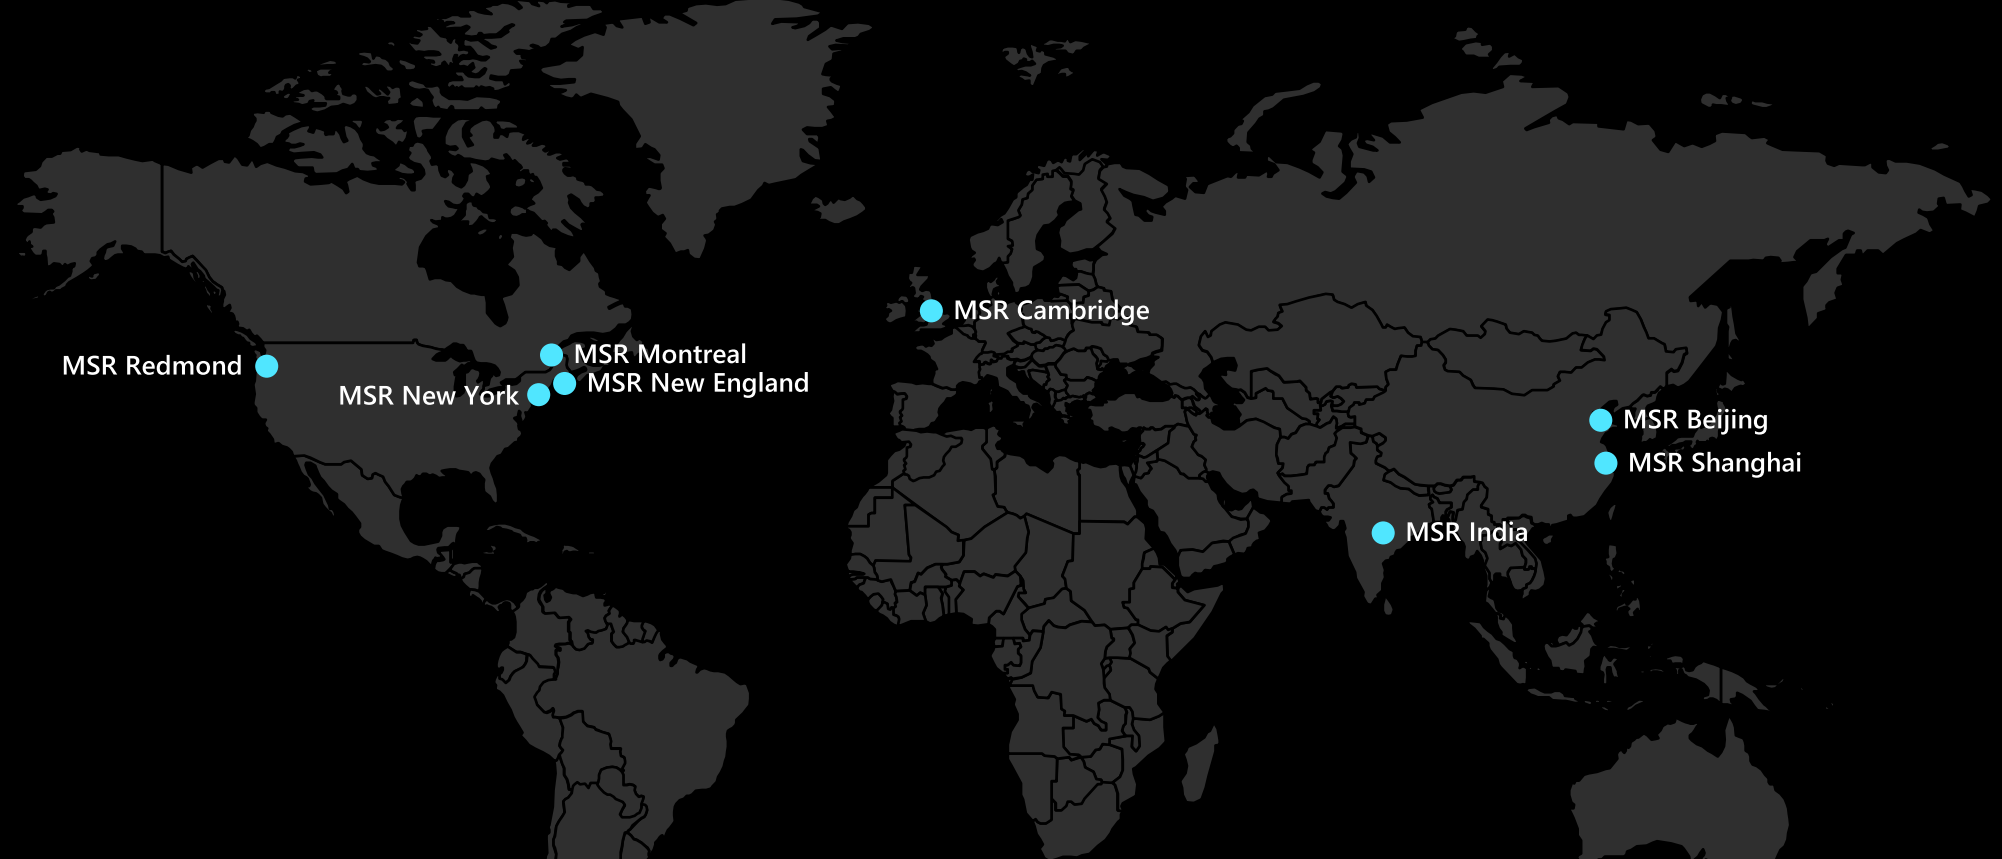 MSR Cambridge
MSR Montreal
MSR Redmond
MSR New England
MSR New York
MSR Beijing
MSR Shanghai
MSR India